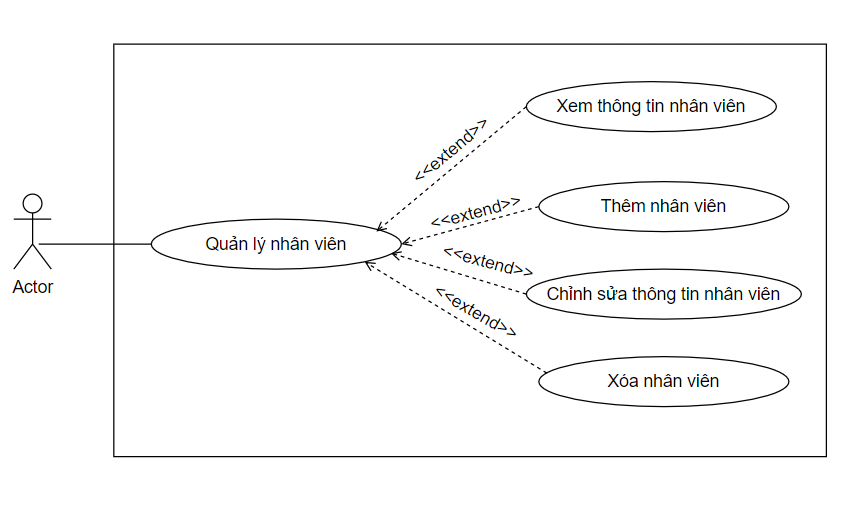 Xem thông tin nhân viên
<<extend>>
Thêm nhân viên
<<extend>>
Quản lý nhân viên
<<extend>>
Actor
Chỉnh sửa thông tin nhân viên
<<extend>>
Xóa nhân viên